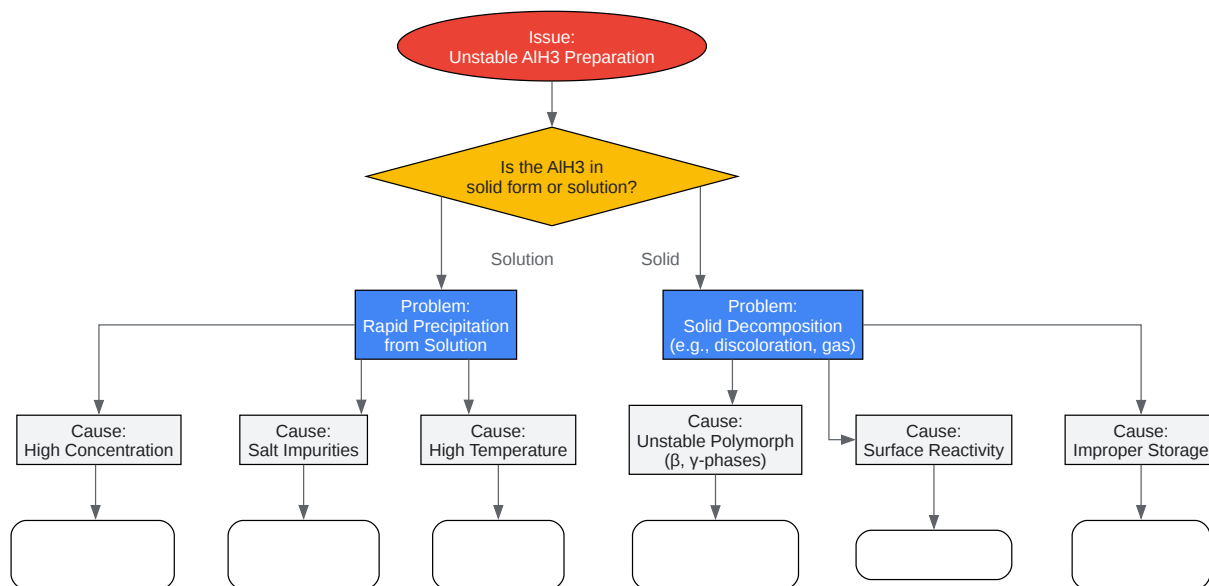 Issue:
Unstable AlH3 Preparation
Is the AlH3 in
solid form or solution?
Solution
Solid
Problem:
Rapid Precipitation
from Solution
Problem:
Solid Decomposition
(e.g., discoloration, gas)
Cause:
High Concentration
Cause:
Salt Impurities
Cause:
High Temperature
Cause:
Unstable Polymorph
(β, γ-phases)
Cause:
Surface Reactivity
Cause:
Improper Storage